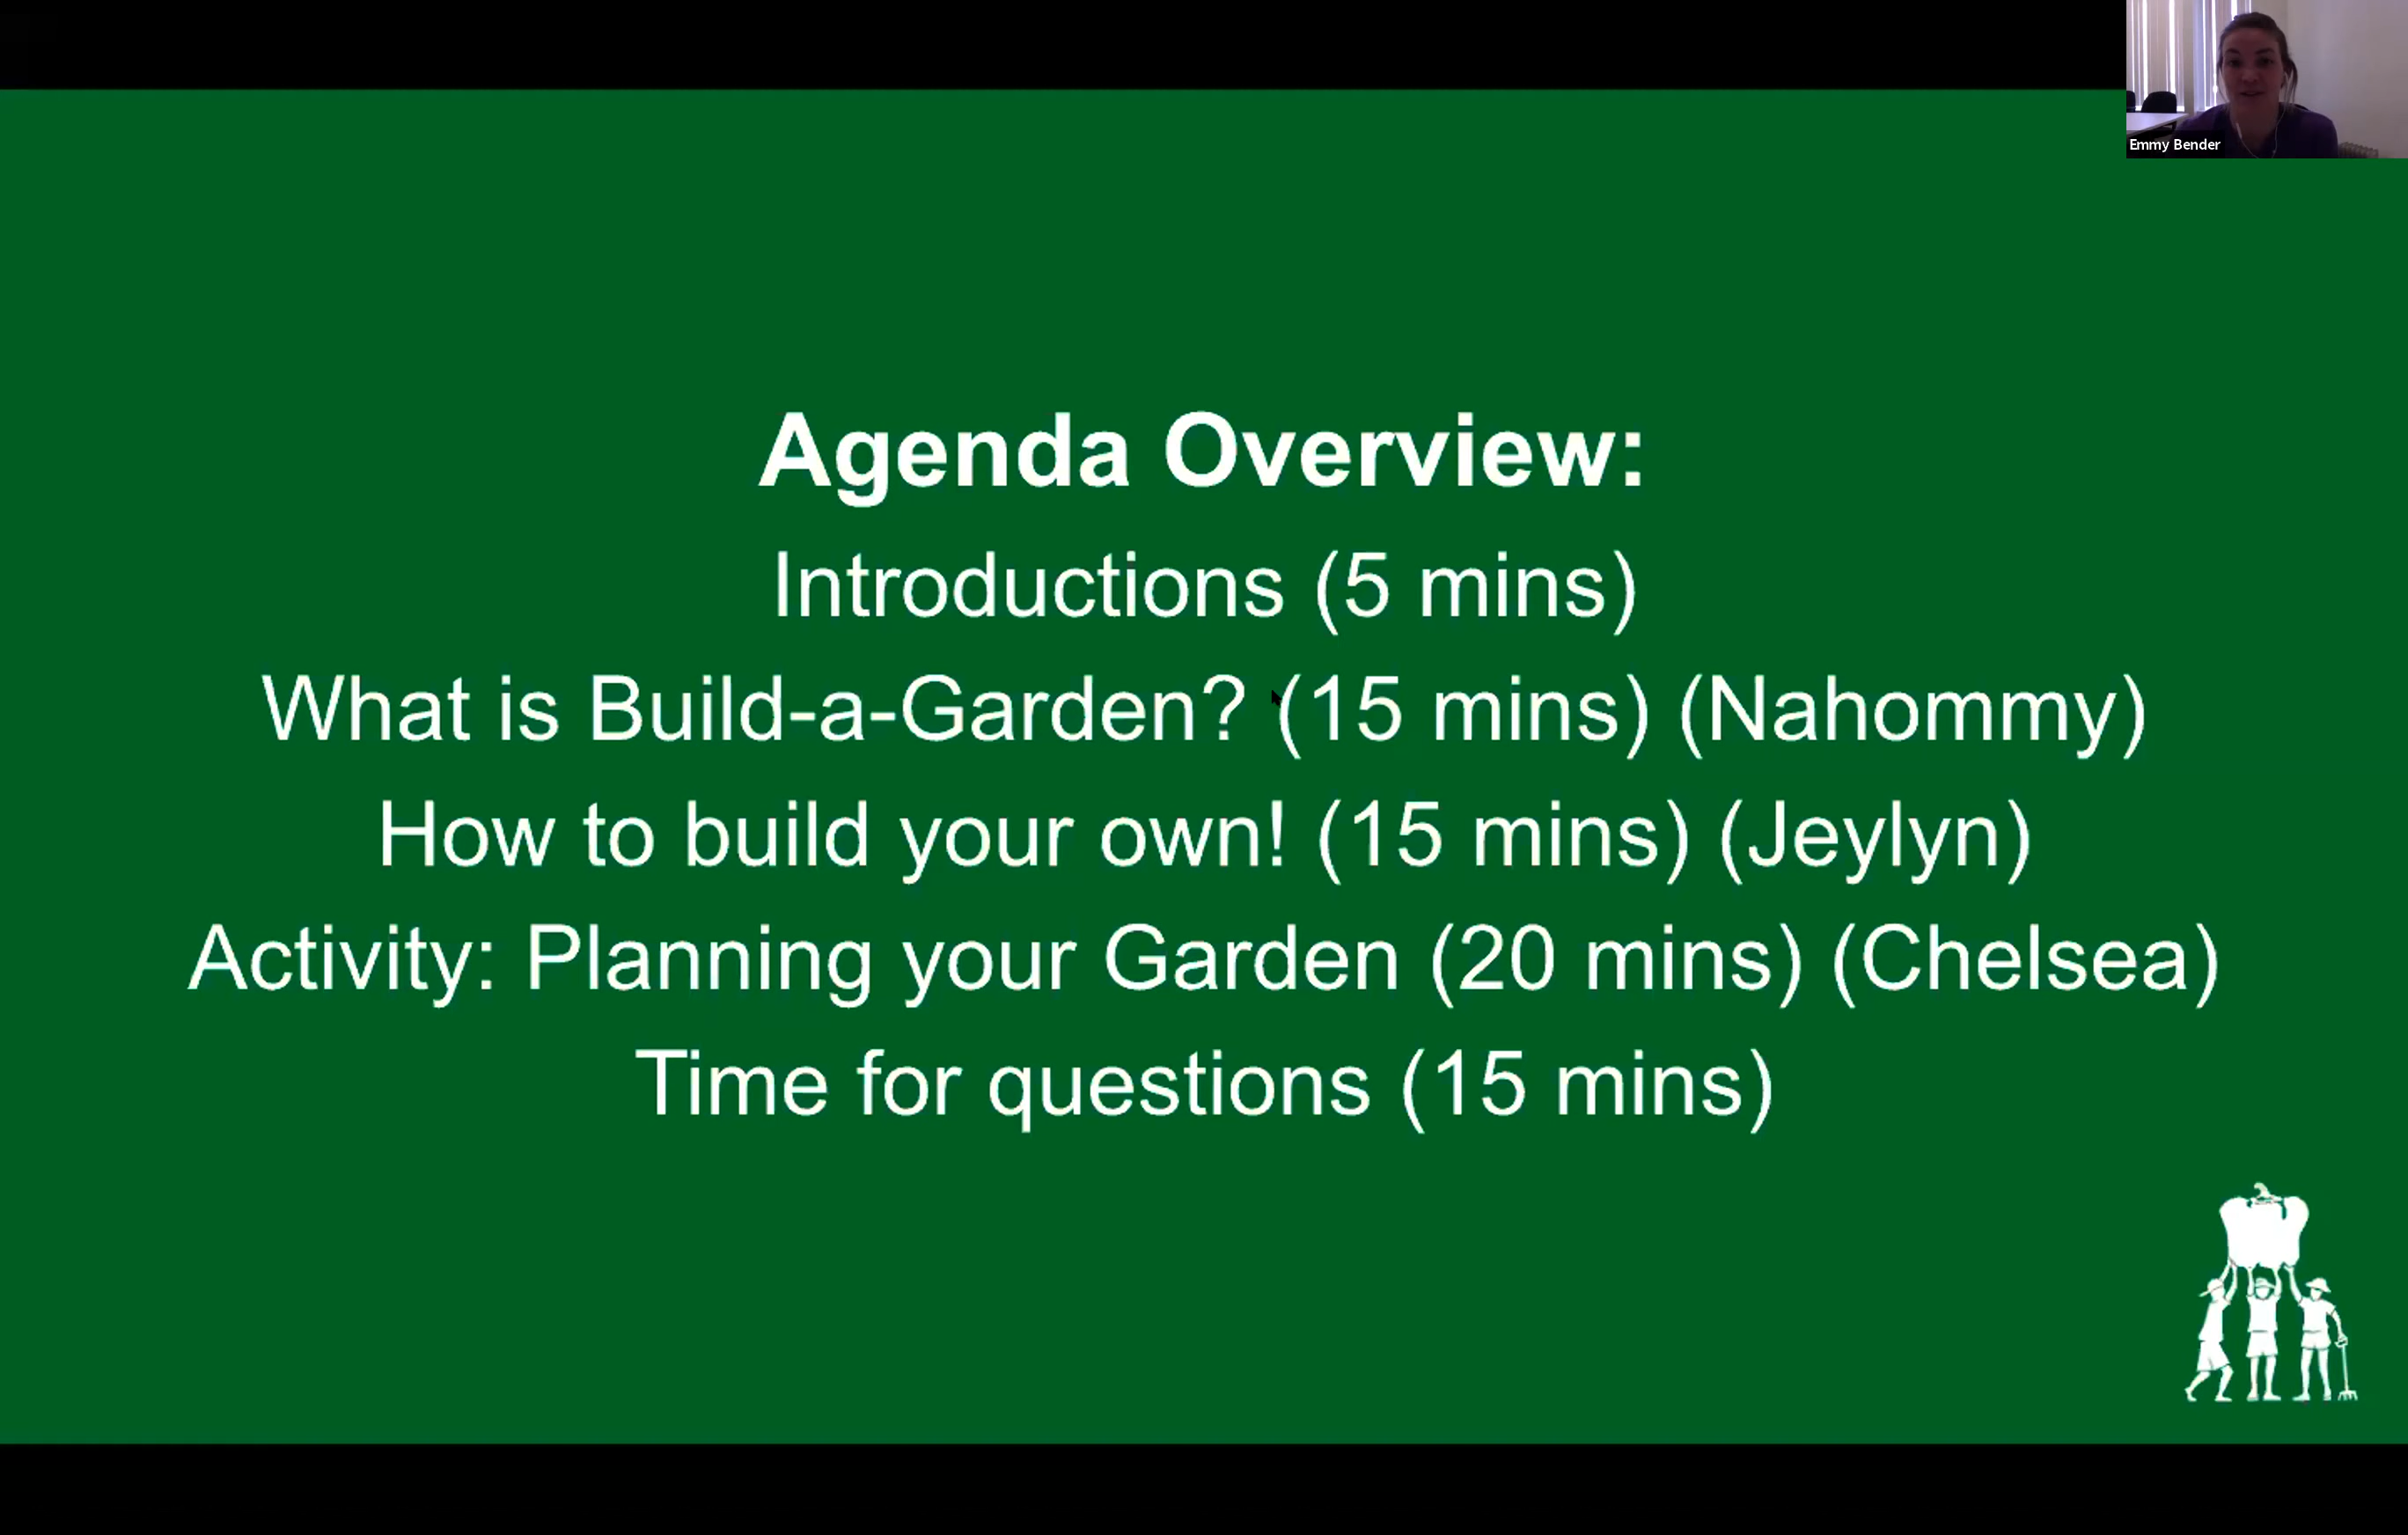 Emmy Bender
Agenda Overview:
Introductions (5 mins)
What is Build-a-Garden? (15 mins) (Nahommy)
How to build your own! (15 mins) (Jeylyn)
Activity: Planning your Garden (20 mins) (Chelsea)
Time for questions (15 mins)